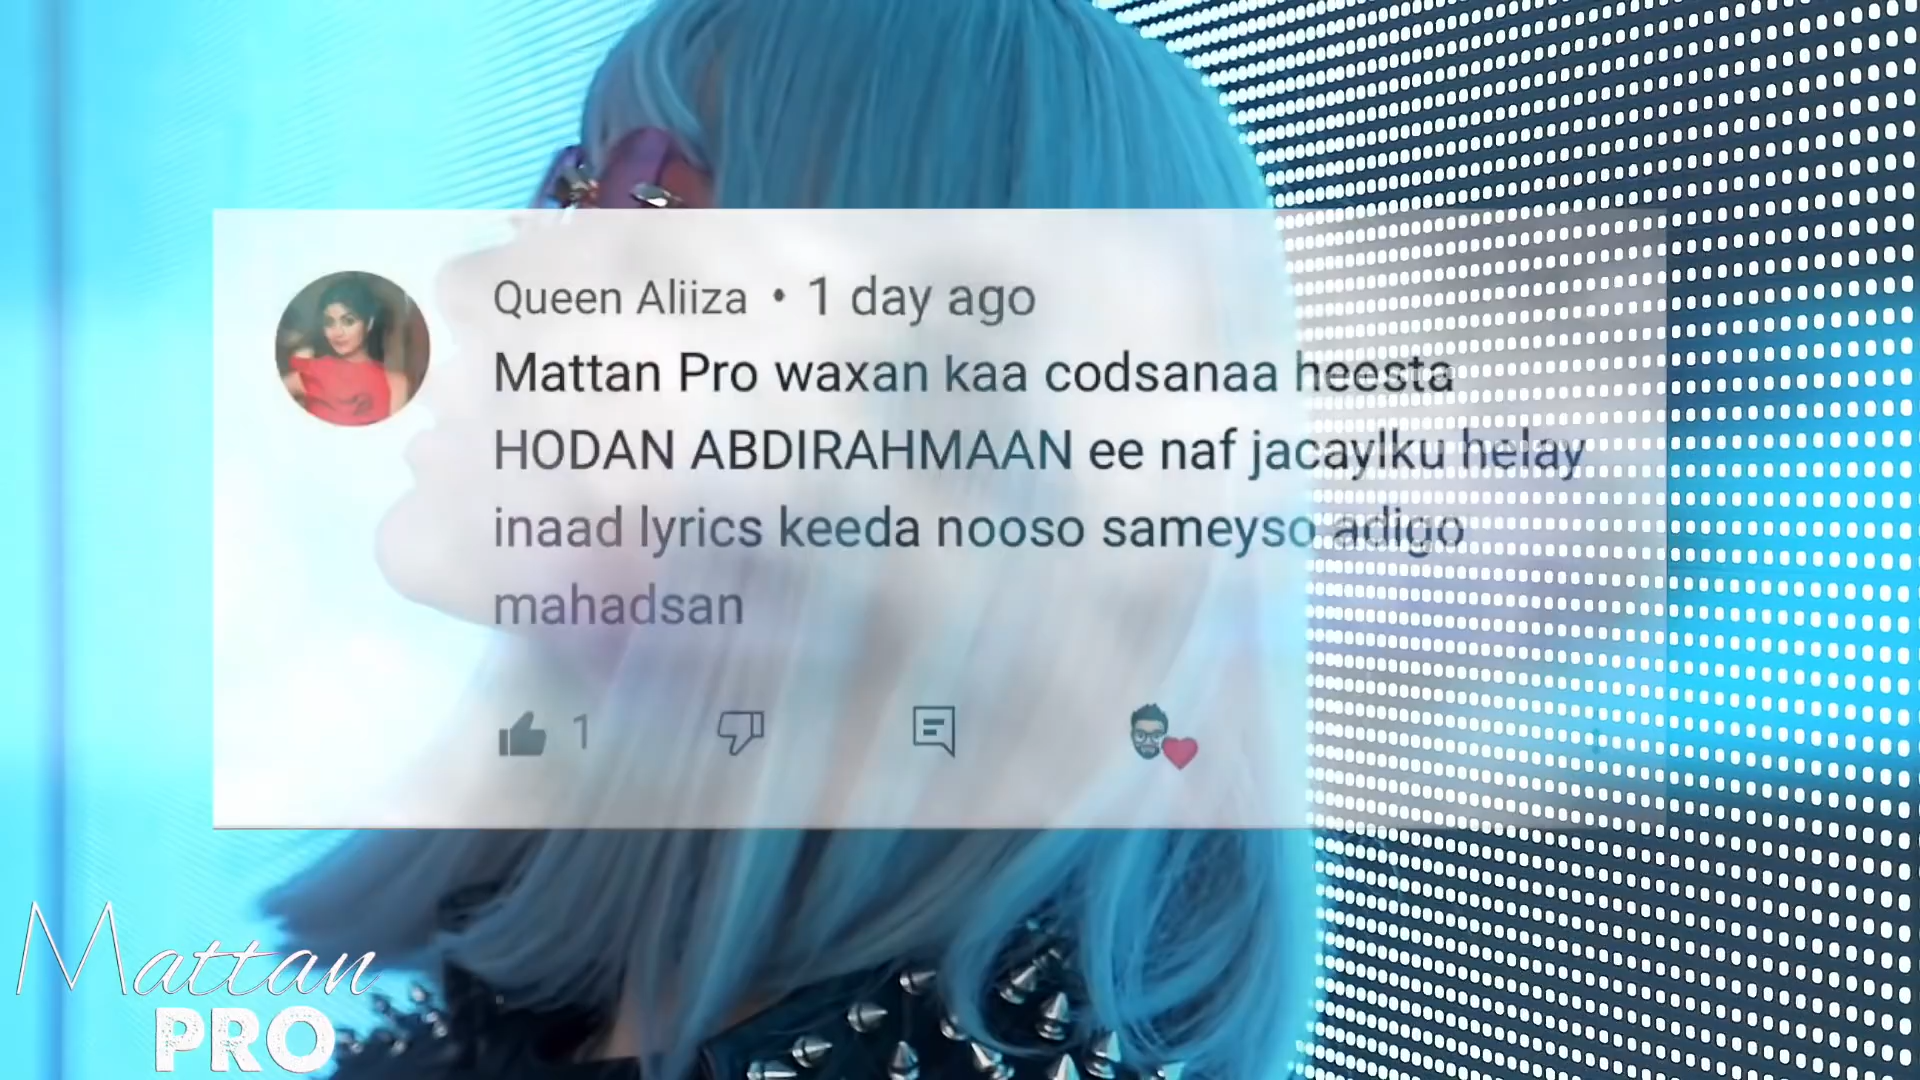 Queen Aliiza • 1 day ago
Mattan Pro waxan kaa codsanaa heesta
HODAN ABDIRAHMAAN ee naf jacaylku helay
inaad lyrics keeda nooso sameyso adigo
mahadsan
1
Mattan
PRO